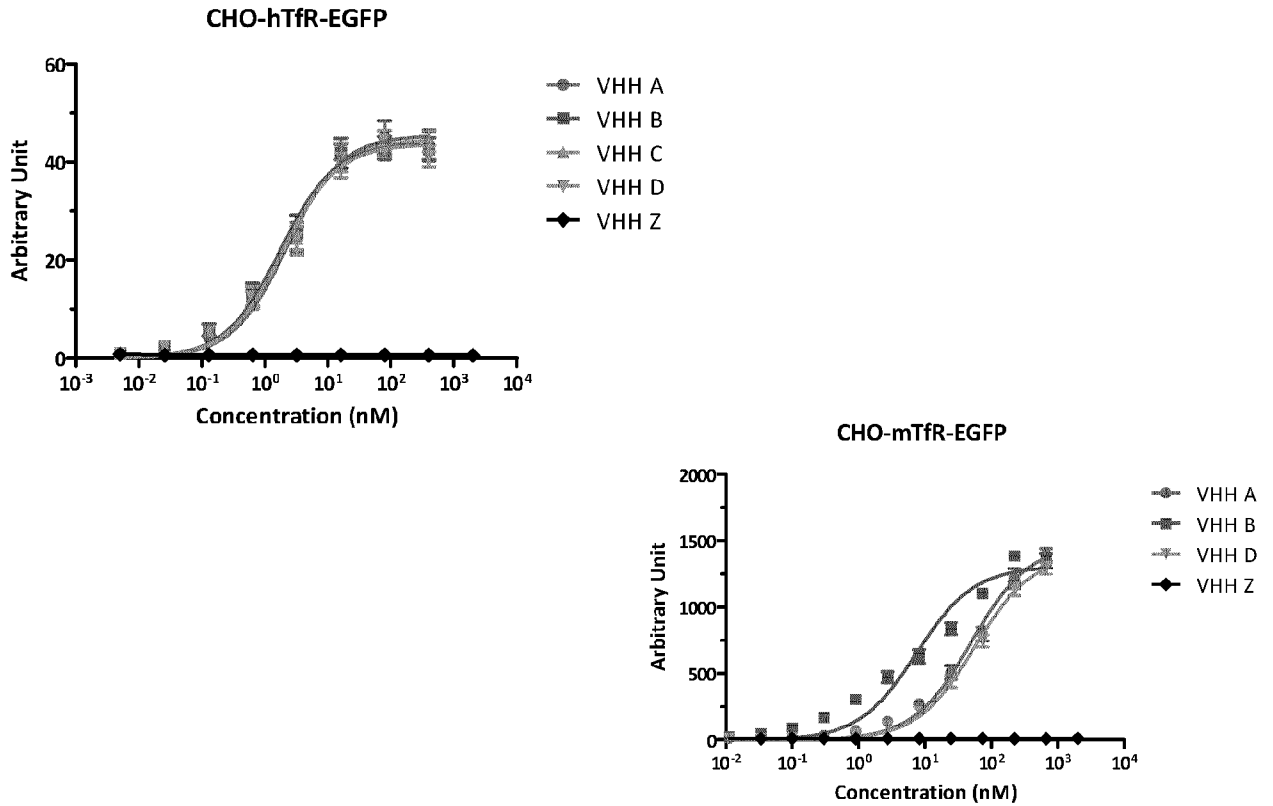 CHO-hTfR-EGFP
60
40
20
0
Arbitrary Unit
10-3 10-2 10-1 100 101 102 103 104
Concentration (nM)
VHH A
VHH B
VHH C
VHH D
VHH Z
CHO-mTfR-EGFP
2000
1500
1000
500
0
Arbitrary Unit
10-2 10-1 100 101 102 103 104
Concentration (nM)
VHH A
VHH B
VHH D
VHH Z